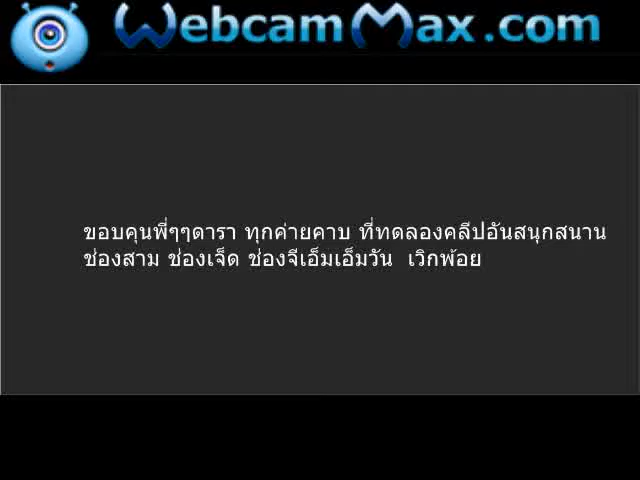 WebcamMax.com
ขอบคุนพี่ๆๆดารา ทุกค่ายคาบ ที่ทดลองคลีปอันสนุกสนาน
ช่องสาม ช่องเจ็ด ช่องจีเอ็มเอ็มวัน เวิกพ้อย